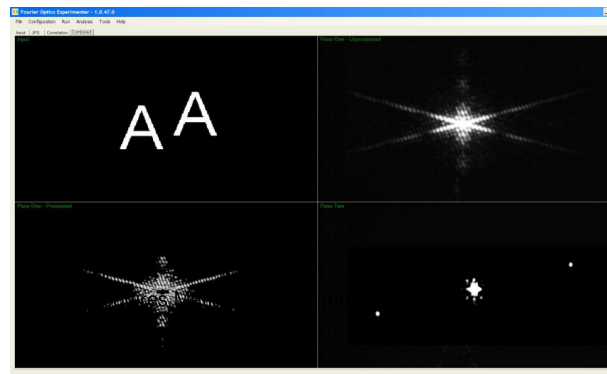 Fourier Optics Experimenter - 1.0.47.0
File Configuration Run Analysis Tools Help
Input JPS Correlation Combined
Input
Pass One - Unprocessed
A A
Pass One - Processed
Pass Two